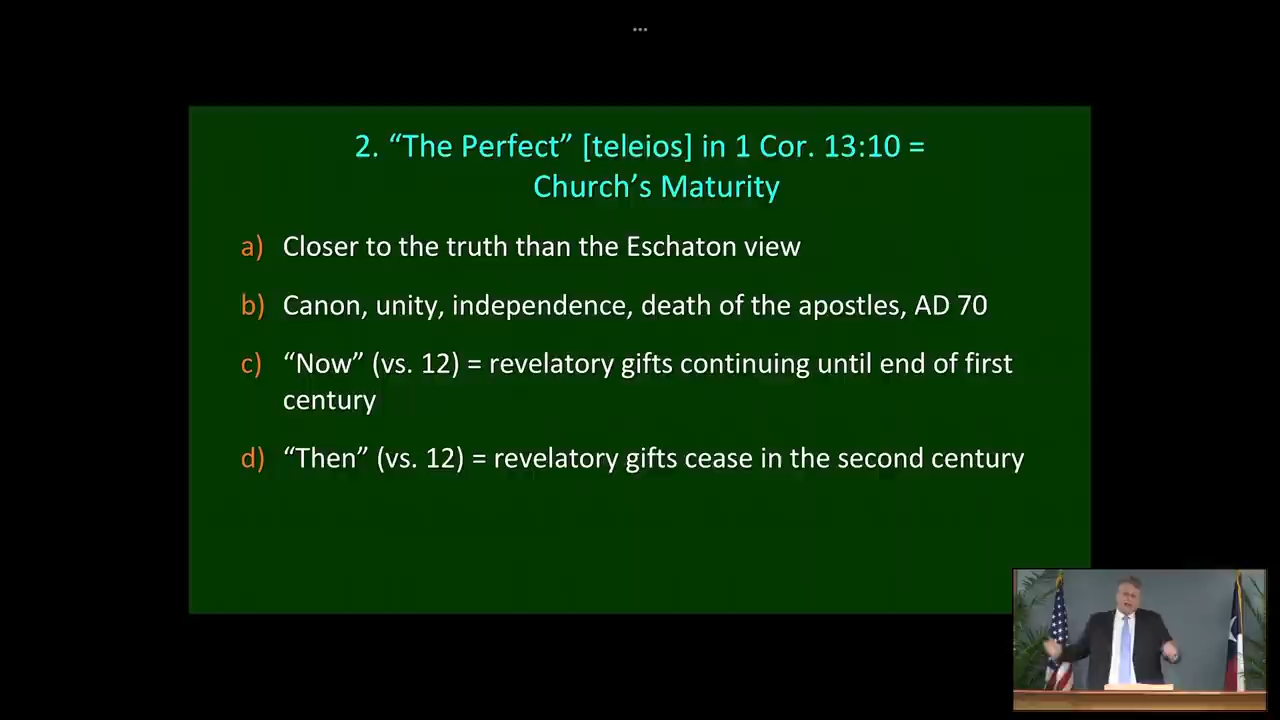 2. “The Perfect” [teleios] in 1 Cor. 13:10 =
Church’s Maturity
a) Closer to the truth than the Eschaton view
b) Canon, unity, independence, death of the apostles, AD 70
c) “Now” (vs. 12) = revelatory gifts continuing until end of first
century
d) “Then” (vs. 12) = revelatory gifts cease in the second century